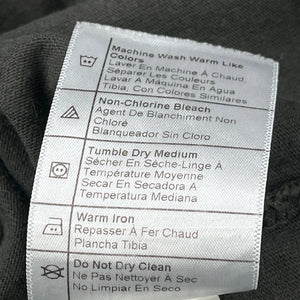 Machine Wash Warm Like
Colors
Laver En Machine À Chaud,
Séparer Les Couleurs
Lavar A Máquina En Agua
Tibia, Con Colores Similares
Non-Chlorine Bleach
Agent De Blanchiment Non
Chloré
Blanqueador Sin Cloro
Tumble Dry Medium
Sécher En Sèche-Linge À
Température Moyenne
Secar En Secadora A
Temperatura Media
Warm Iron
Repasser À Fer Chaud
Plancha Tibia
Do Not Dry Clean
Ne Pas Nettoyer À Sec
No Limpiar En Seco